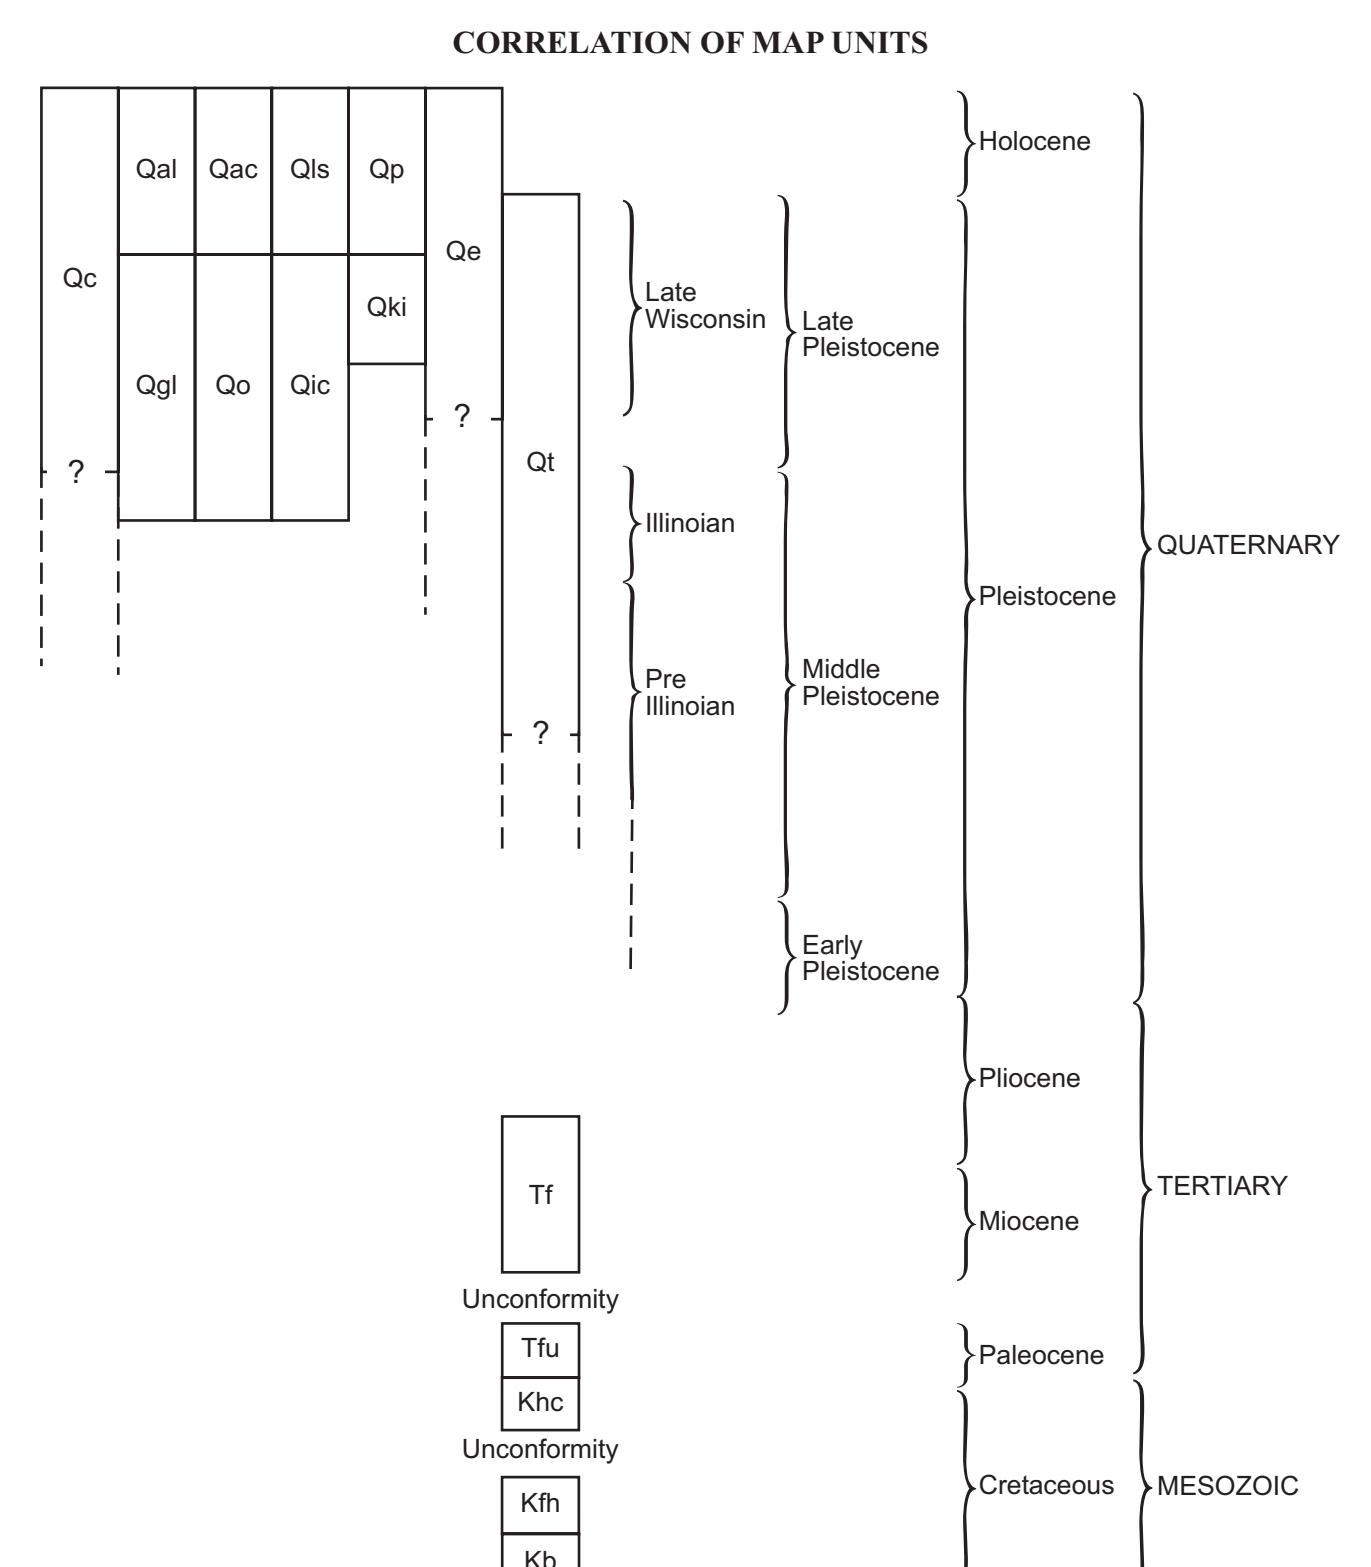 CORRELATION OF MAP UNITS
Holocene
Qal
Qac
Qls
Qp
Qe
Qc
Late
Wisconsin
Qki
Late
Pleistocene
Qgl
Qo
Qic
?
Qt
?
Illinoian
QUATERNARY
Pleistocene
Pre
Illinoian
Middle
Pleistocene
?
Early
Pleistocene
Pliocene
Tf
TERTIARY
Miocene
Unconformity
Tfu
Paleocene
Khc
Unconformity
Cretaceous
MESOZOIC
Kfh
Kb